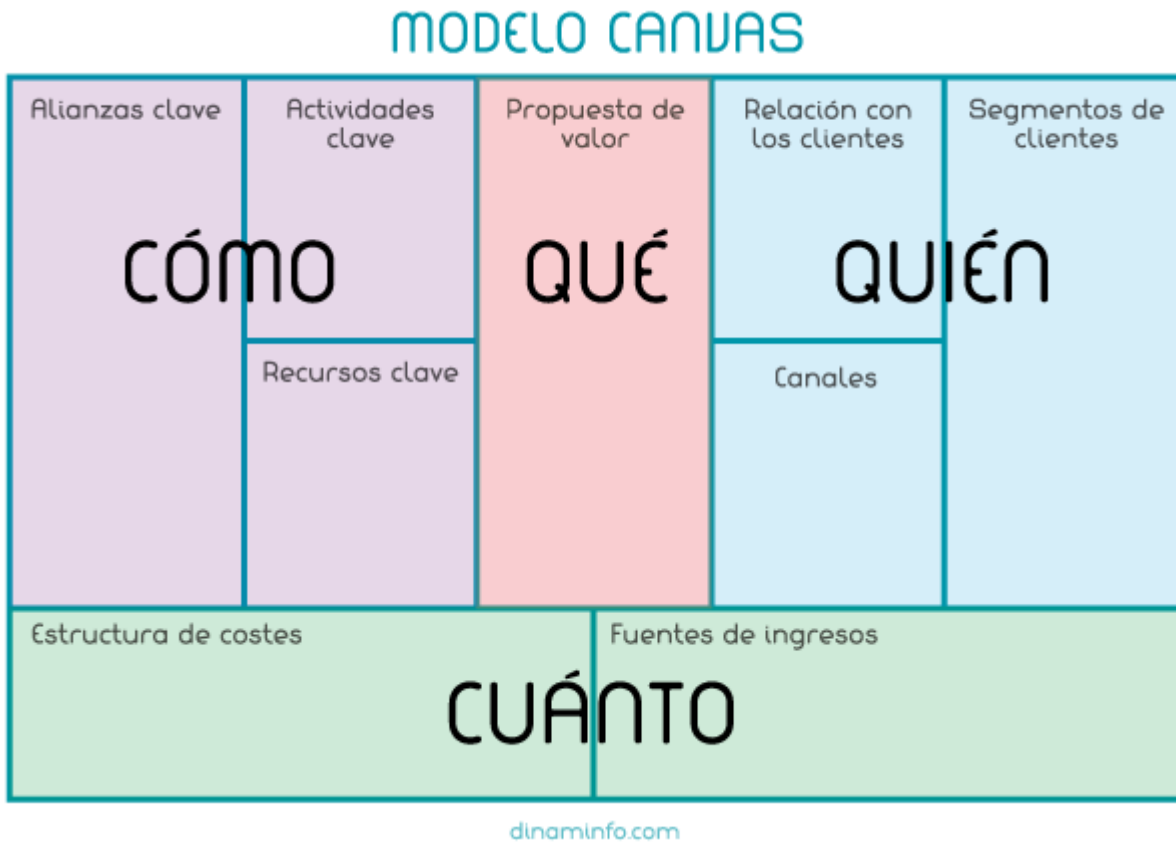 MODELO CANVAS
Alianzas clave
Actividades
clave
Propuesta de
valor
Relación con
los clientes
Segmentos de
clientes
CÓMO
QUÉ
QUIÉN
Recursos clave
Canales
Estructura de costes
Fuentes de ingresos
CUÁNTO
dinaminfo.com